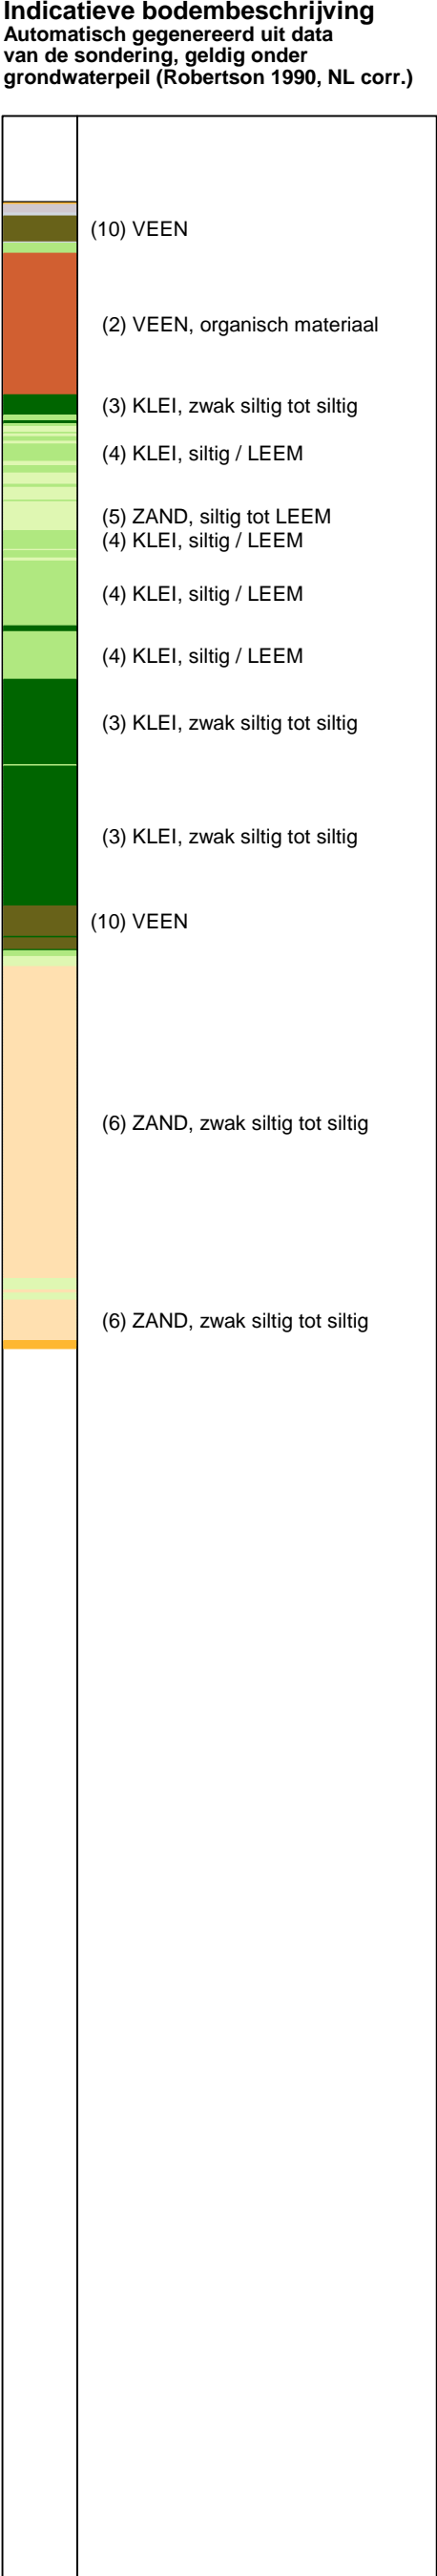 Indicatieve bodembeschrijving
Automatisch gegenereerd uit data
van de sondering, geldig onder
grondwaterpeil (Robertson 1990, NL corr.)
(10) VEEN
(2) VEEN, organisch materiaal
(3) KLEI, zwak siltig tot siltig
(4) KLEI, siltig / LEEM
(5) ZAND, siltig tot LEEM
(4) KLEI, siltig / LEEM
(4) KLEI, siltig / LEEM
(4) KLEI, siltig / LEEM
(3) KLEI, zwak siltig tot siltig
(3) KLEI, zwak siltig tot siltig
(10) VEEN
(6) ZAND, zwak siltig tot siltig
(6) ZAND, zwak siltig tot siltig